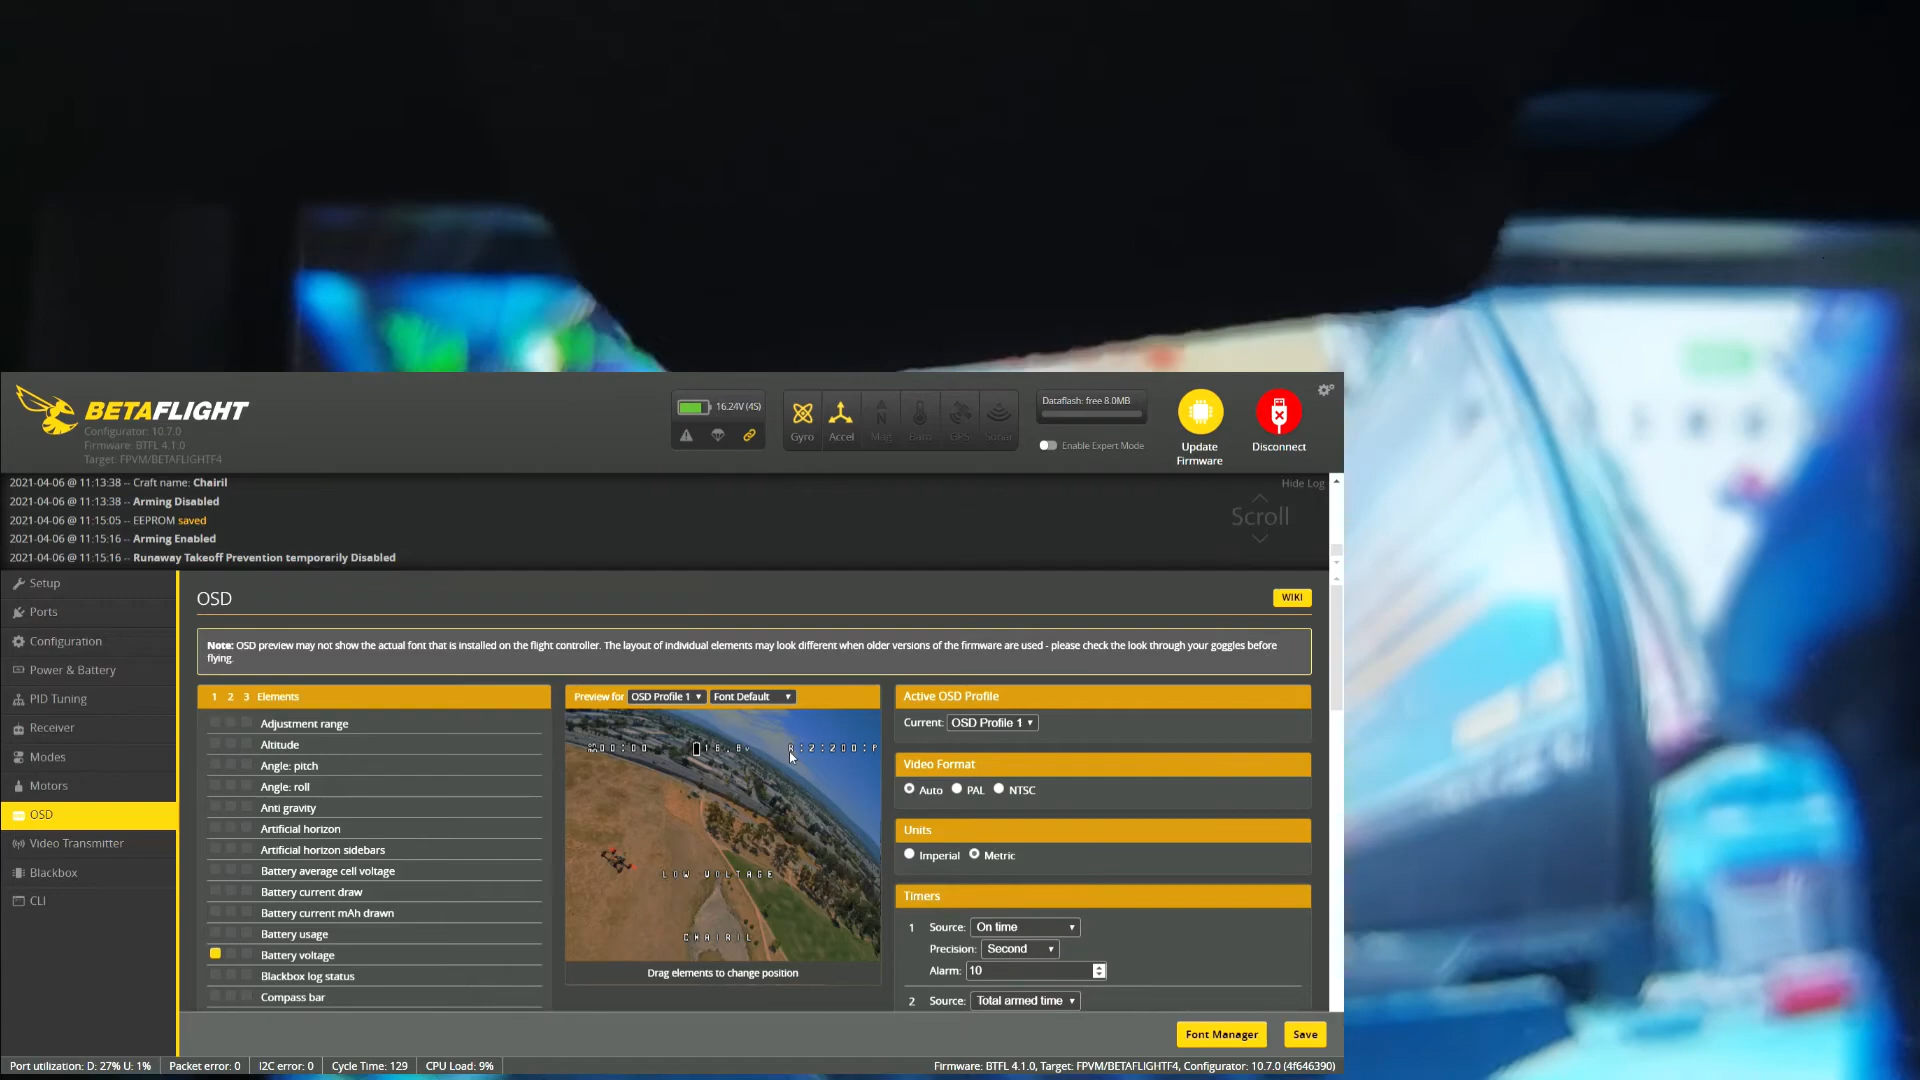 BETAFLIGHT
Configurator: 10.7.0
Firmware: BTFL 4.1.0
Target: FPVM/BETAFLIGHTF4
16.24V (4S)
Gyro
Accel
Mag
Baro
GPS
Sonar
Dataflash: free 8.0MB
Enable Expert Mode
Update
Firmware
Disconnect
2021-04-06 @ 11:13:38 -- Craft name: Chairil
2021-04-06 @ 11:13:38 -- Arming Disabled
2021-04-06 @ 11:15:05 -- EEPROM saved
2021-04-06 @ 11:15:16 -- Arming Enabled
2021-04-06 @ 11:15:16 -- Runaway Takeoff Prevention temporarily Disabled
Hide Log
Scroll
Setup
Ports
Configuration
Power & Battery
PID Tuning
Receiver
Modes
Motors
OSD
Video Transmitter
Blackbox
CLI
OSD
WIKI
Note: OSD preview may not show the actual font that is installed on the flight controller. The layout of individual elements may look different when older versions of the firmware are used - please check the look through your goggles before
flying.
1 2 3 Elements
Adjustment range
Altitude
Angle: pitch
Angle: roll
Anti gravity
Artificial horizon
Artificial horizon sidebars
Battery average cell voltage
Battery current draw
Battery current mAh drawn
Battery usage
Battery voltage
Blackbox log status
Compass bar
Preview for OSD Profile 1 Font Default
00:00 16.8v R:2:200:P
LOW VOLTAGE
CHAIRIL
Drag elements to change position
Active OSD Profile
Current: OSD Profile 1
Video Format
Auto PAL NTSC
Units
Imperial Metric
Timers
1 Source: On time
Precision: Second
Alarm: 10
2 Source: Total armed time
Font Manager
Save
Port utilization: D: 27% U: 1% Packet error: 0 I2C error: 0 Cycle Time: 129 CPU Load: 9%
Firmware: BTFL 4.1.0, Target: FPVM/BETAFLIGHTF4, Configurator: 10.7.0 (4f646390)